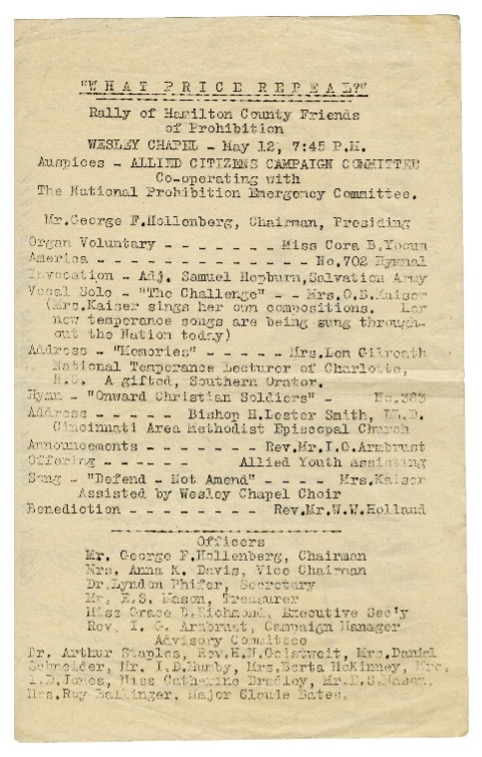 "WHAT PRICE REPEAL?"
Rally of Hamilton County Friends
of Prohibition
WESLEY CHAPEL - May 12, 7:45 P.M.
Auspices - ALLIED CITIZENS CAMPAIGN COMMITTEE
Co-operating with
The National Prohibition Emergency Committee.
Mr.George F.Hollenberg, Chairman, Presiding
Organ Voluntary - - - - - - - Miss Cora B.Yocum
America - - - - - - - - - - - - - - No.702 Hymnal
Invocation - Adj. Samuel Hepburn,Salvation Army
Vocal Solo - "The Challenge" - - Mrs.O.B.Kaiser
(Mrs.Kaiser sings her own compositions. Her
new temperance songs are being sung through-
out the Nation today)
Address - "Memories" - - - - - Mrs.Lem Gilreath
National Temperance Lecturer of Charlotte,
N.C. A gifted, Southern Orator.
Hymn - "Onward Christian Soldiers" - No.383
Address - - - - - Bishop H.Lester Smith, LL.D.
Cincinnati Area Methodist Episcopal Church
Announcements - - - - - - - Rev.Mr.I.G.Armbrust
Offering - - - - - - Allied Youth assisting
Song - "Defend - Not Amend" - - - - Mrs.Kaiser
Assisted by Wesley Chapel Choir
Benediction - - - - - - - - Rev.Mr.W.W.Holland
Officers
Mr. George F.Hollenberg, Chairman
Mrs. Anna K. Davis, Vice Chairman
Dr.Lyndon Phifer, Secretary
Mr. E.S. Mason, Treasurer
Miss Grace D.Richmond, Executive Sec'y
Rev. I. G. Armbrust, Campaign Manager
Advisory Committee
Dr. Arthur Staples, Rev.H.N. Mrs.Daniel
Schneider, Mr. I.D. Mrs.Berta McKinney, Mrs.
I.D.Jones, Miss Catherine Bradley, Mr.E.S.Mason,
Mrs.Roy Ballinger, Major Claude Bates.